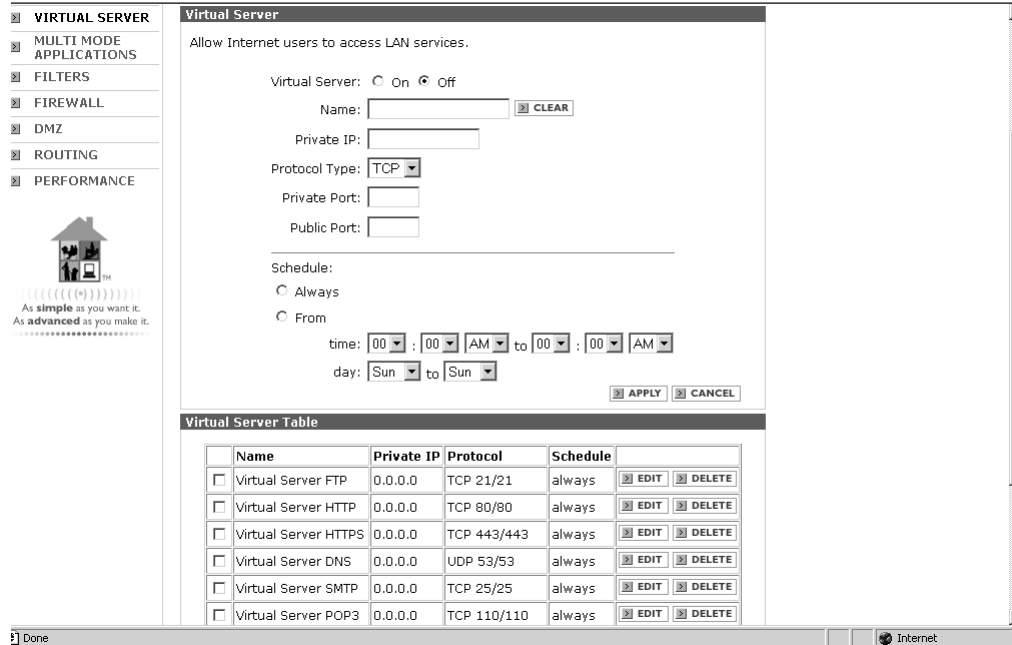 VIRTUAL SERVER
MULTI MODE
APPLICATIONS
FILTERS
FIREWALL
DMZ
ROUTING
PERFORMANCE
TM
As simple as you want it.
As advanced as you make it.
Virtual Server
Allow Internet users to access LAN services.
Virtual Server: On Off
Name: CLEAR
Private IP:
Protocol Type: TCP
Private Port:
Public Port:
Schedule:
Always
From
time: 00 : 00 AM to 00 : 00 AM
day: Sun to Sun
APPLY CANCEL
Virtual Server Table
Name Private IP Protocol Schedule
Virtual Server FTP 0.0.0.0 TCP 21/21 always EDIT DELETE
Virtual Server HTTP 0.0.0.0 TCP 80/80 always EDIT DELETE
Virtual Server HTTPS 0.0.0.0 TCP 443/443 always EDIT DELETE
Virtual Server DNS 0.0.0.0 UDP 53/53 always EDIT DELETE
Virtual Server SMTP 0.0.0.0 TCP 25/25 always EDIT DELETE
Virtual Server POP3 0.0.0.0 TCP 110/110 always EDIT DELETE
Done Internet